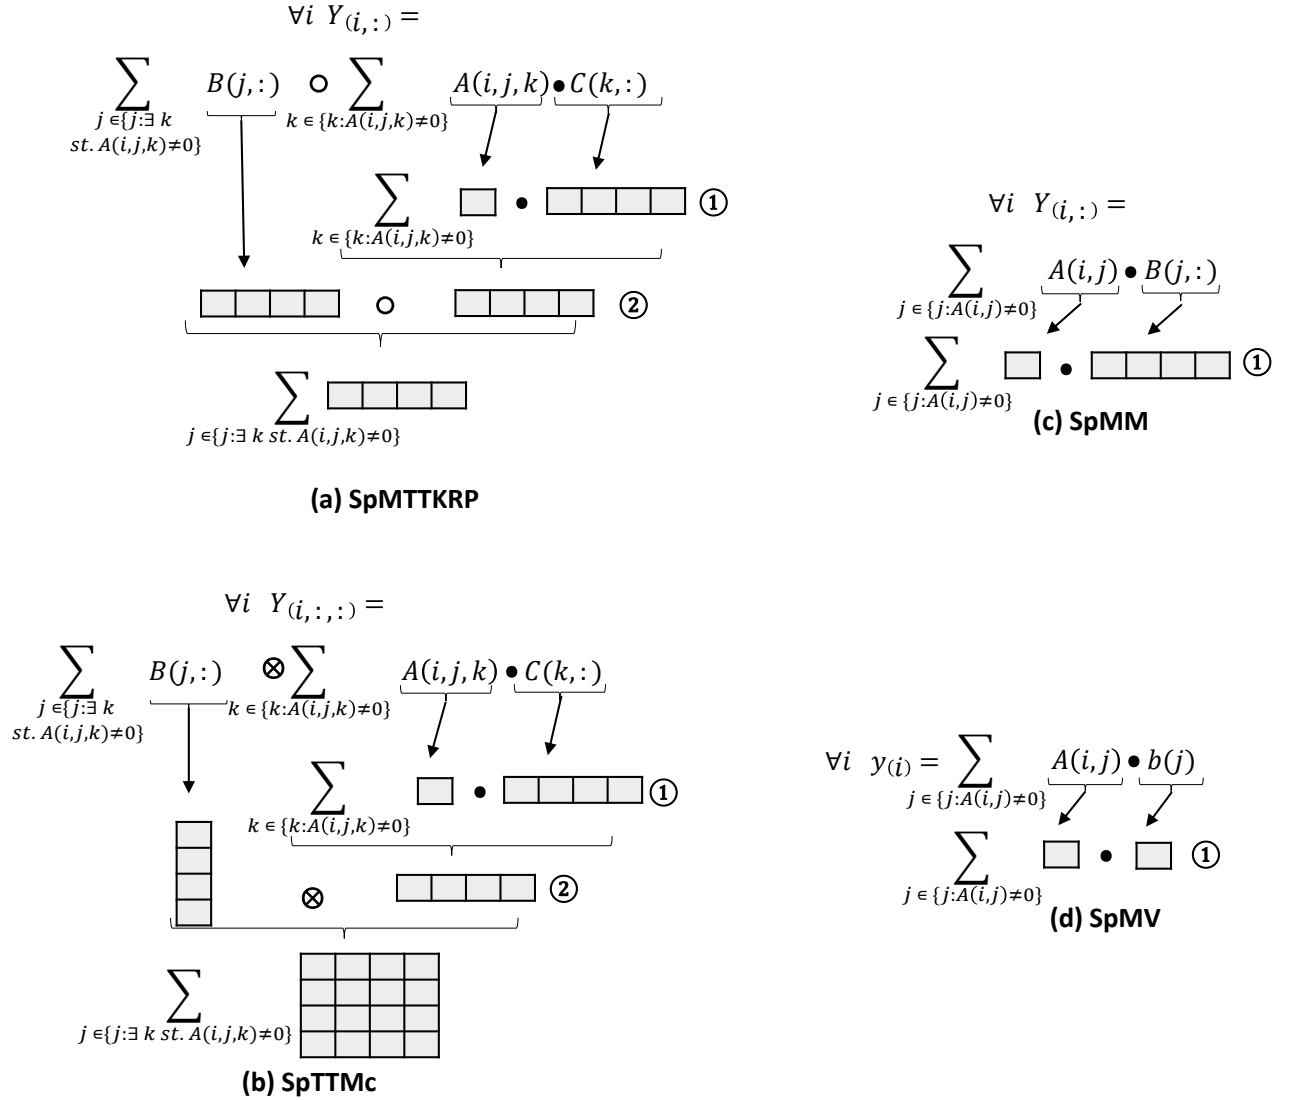 ∀i Y(i,:) =
∑ B(j,:) ∘ ∑ A(i,j,k) • C(k,:)
j ∈{j:∃ k
st. A(i,j,k)≠0}
k ∈ {k:A(i,j,k)≠0}
∑ • ①
k ∈ {k:A(i,j,k)≠0}
∘ ②
∑
j ∈{j:∃ k st. A(i,j,k)≠0}
(a) SpMTTKRP
∀i Y(i,:,:) =
∑ B(j,:) ⊗ ∑ A(i,j,k) • C(k,:)
j ∈{j:∃ k
st. A(i,j,k)≠0}
k ∈ {k:A(i,j,k)≠0}
∑ • ①
k ∈ {k:A(i,j,k)≠0}
⊗ ②
∑
j ∈{j:∃ k st. A(i,j,k)≠0}
(b) SpTTMc
∀i Y(i,:) =
∑ A(i,j) • B(j,:)
j ∈ {j:A(i,j)≠0}
∑ • ①
j ∈ {j:A(i,j)≠0}
(c) SpMM
∀i y(i) = ∑ A(i,j) • b(j)
j ∈ {j:A(i,j)≠0}
∑ • ①
j ∈ {j:A(i,j)≠0}
(d) SpMV